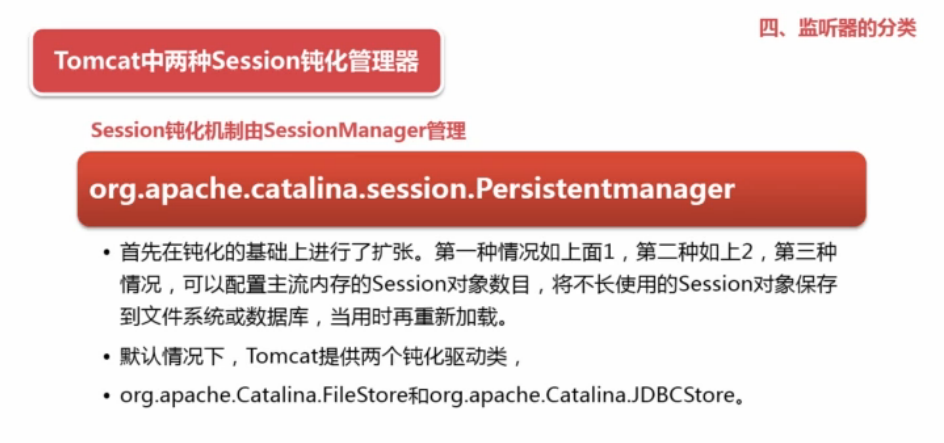 四、监听器的分类
Tomcat中两种Session钝化管理器
Session钝化机制由SessionManager管理
org.apache.catalina.session.Persistentmanager
• 首先在钝化的基础上进行了扩张。第一种情况如上面1，第二种如上2，第三种
情况，可以配置主流内存的Session对象数目，将不长使用的Session对象保存
到文件系统或数据库，当用时再重新加载。
• 默认情况下，Tomcat提供两个钝化驱动类，
• org.apache.Catalina.FileStore和org.apache.Catalina.JDBCStore。